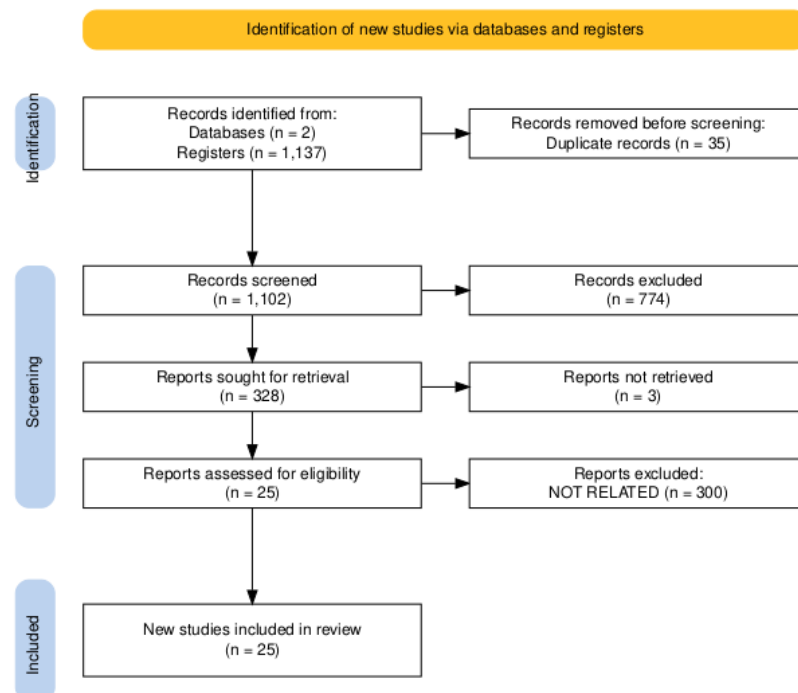 Identification of new studies via databases and registers
Identification
Records identified from:
Databases (n = 2)
Registers (n = 1,137)
Records removed before screening:
Duplicate records (n = 35)
Screening
Records screened
(n = 1,102)
Records excluded
(n = 774)
Reports sought for retrieval
(n = 328)
Reports not retrieved
(n = 3)
Reports assessed for eligibility
(n = 25)
Reports excluded:
NOT RELATED (n = 300)
Included
New studies included in review
(n = 25)